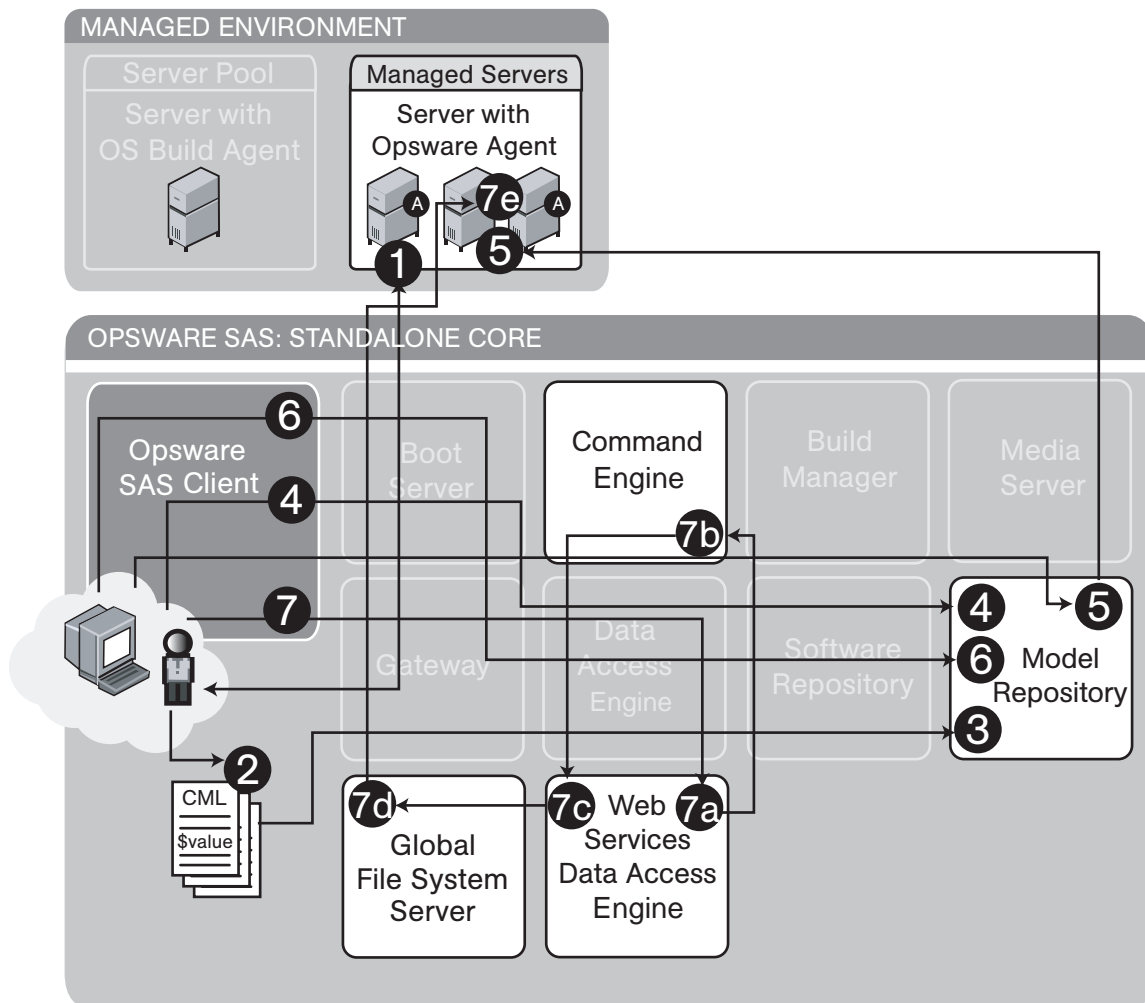 MANAGED ENVIRONMENT
Server Pool
Server with
OS Build Agent
Managed Servers
Server with
Opsware Agent
A
7e
A
1
5
OPSWARE SAS: STANDALONE CORE
6
Opsware
SAS Client
4
7
Boot
Server
Command
Engine
7b
Build
Manager
Media
Server
Gateway
Data
Access
Engine
Software
Repository
4
5
6
Model
Repository
3
2
CML
$value
7d
Global
File System
Server
7c
Web
7a
Services
Data Access
Engine